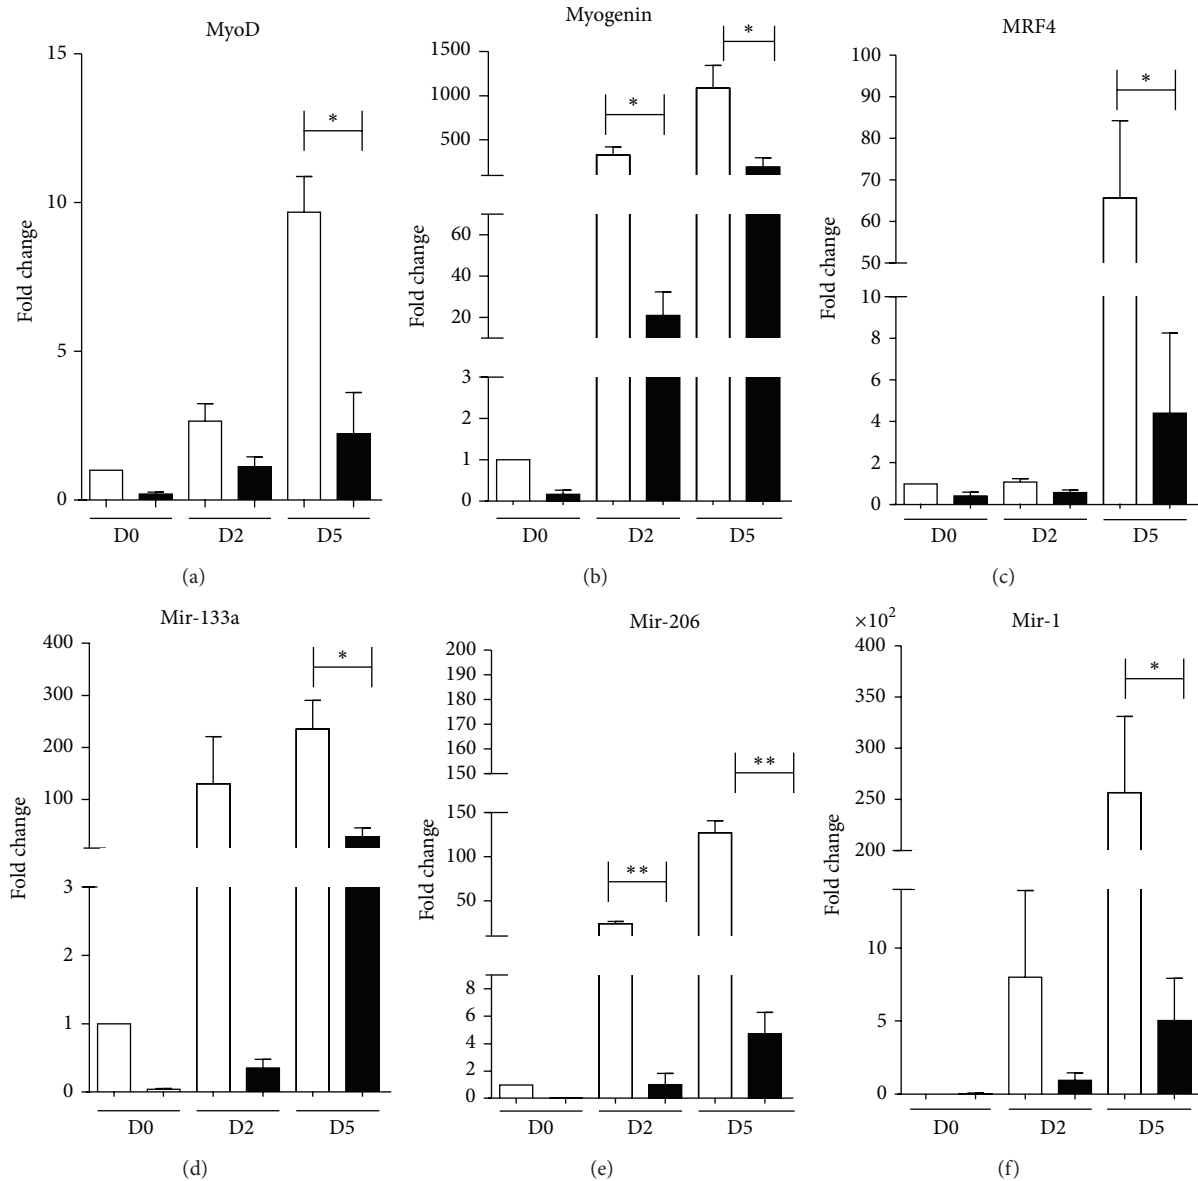 MyoD
Fold change
15
10
5
0
*
D0 D2 D5
(a)
Myogenin
Fold change
1500
1000
500
60
40
20
3
2
1
0
*
*
D0 D2 D5
(b)
MRF4
Fold change
100
90
80
70
60
50
10
8
6
4
2
0
*
D0 D2 D5
(c)
Mir-133a
Fold change
400
300
200
100
3
2
1
0
*
D0 D2 D5
(d)
Mir-206
Fold change
200
190
180
170
160
150
150
100
50
8
6
4
2
0
**
**
D0 D2 D5
(e)
×10²
Mir-1
Fold change
400
350
300
250
200
10
5
0
*
D0 D2 D5
(f)